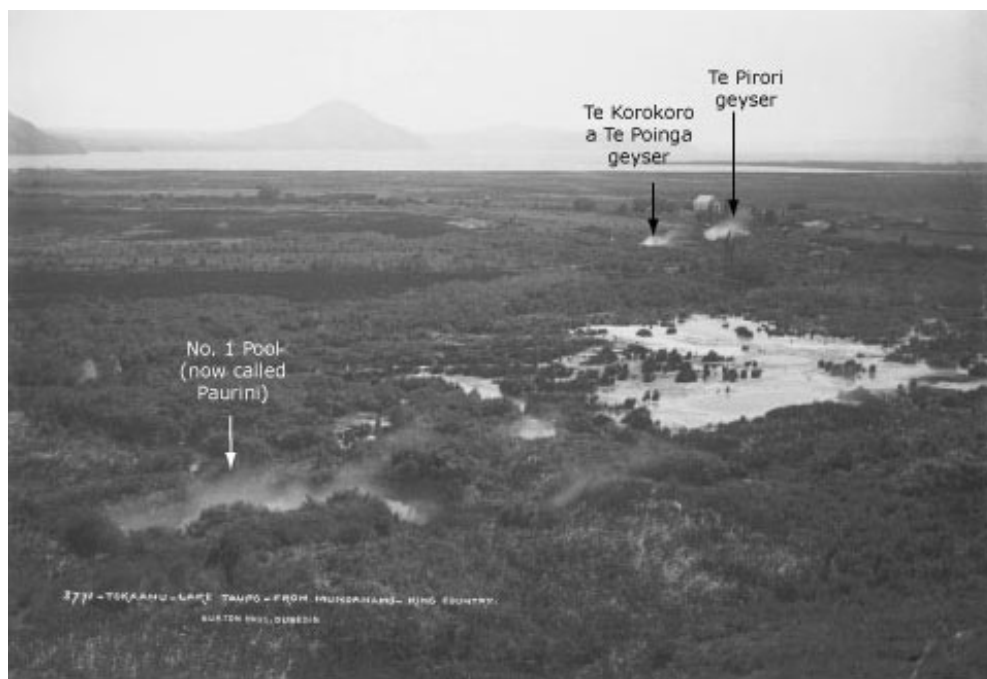 Te Pirori
geyser
Te Korokoro
a Te Poinga
geyser
No. 1 Pool-
(now called
Paurini)
- TOKAANU - LAKE TAUPO - FROM - KING COUNTRY.
BURTON BROS, DUNEDIN